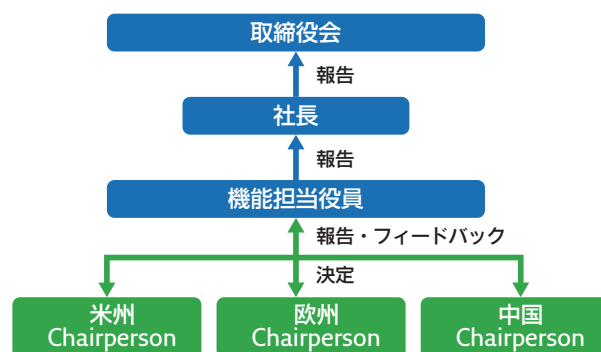 取締役会
報告
社長
報告
機能担当役員
報告・フィードバック
決定
米州
Chairperson
欧州
Chairperson
中国
Chairperson